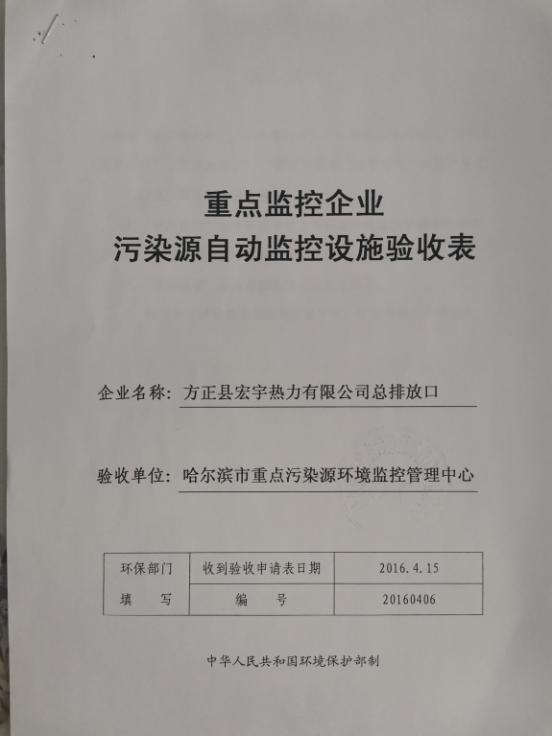 重点监控企业
污染源自动监控设施验收表
企业名称：方正县宏宇热力有限公司总排放口
验收单位：哈尔滨市重点污染源环境监控管理中心
环保部门 收到验收申请表日期 2016.4.15
填 写 编 号 20160406
中华人民共和国环境保护部制